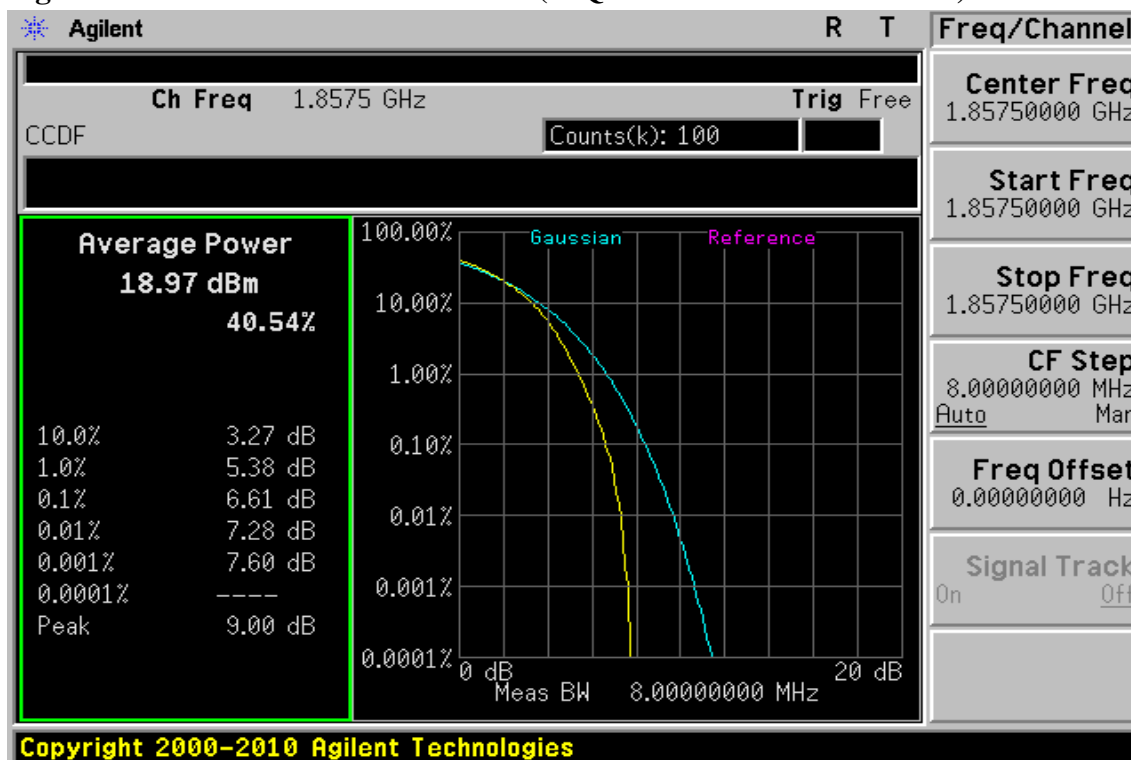 Agilent R T
Freq/Channel
Ch Freq 1.8575 GHz Trig Free
CCDF Counts(k): 100
Center Freq
1.85750000 GHz
Start Freq
1.85750000 GHz
Stop Freq
1.85750000 GHz
CF Step
8.00000000 MHz
Auto Man
Freq Offset
0.00000000 Hz
Signal Track
On Off
Average Power
18.97 dBm
40.54%
10.0% 3.27 dB
1.0% 5.38 dB
0.1% 6.61 dB
0.01% 7.28 dB
0.001% 7.60 dB
0.0001% ----
Peak 9.00 dB
Gaussian Reference
100.00%
10.00%
1.00%
0.10%
0.01%
0.001%
0.0001%
0 dB 20 dB
Meas BW 8.00000000 MHz
Copyright 2000-2010 Agilent Technologies